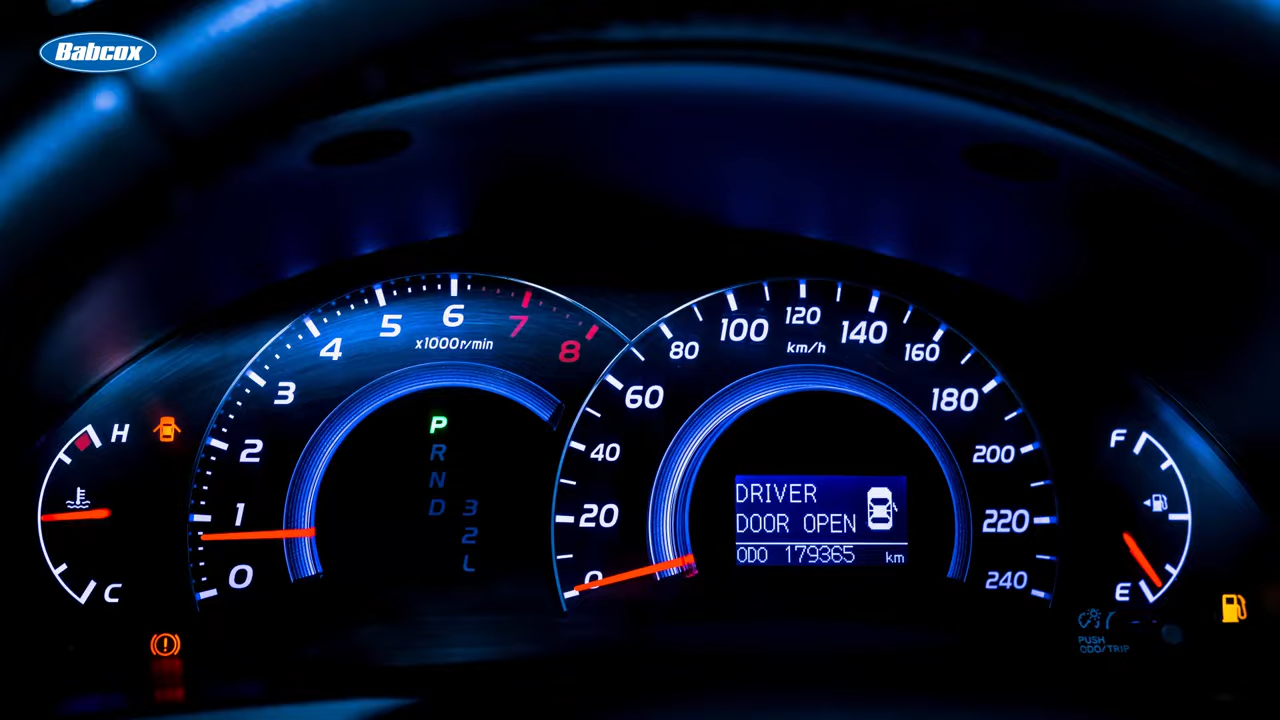 Babcox
H
C
0
1
2
3
4
5
6
7
8
x1000r/min
P
R
N
D 3
2
L
0
20
40
60
80
100
120
140
160
180
200
220
240
km/h
DRIVER
DOOR OPEN
ODO 179365 km
F
E
PUSH
ODO/TRIP